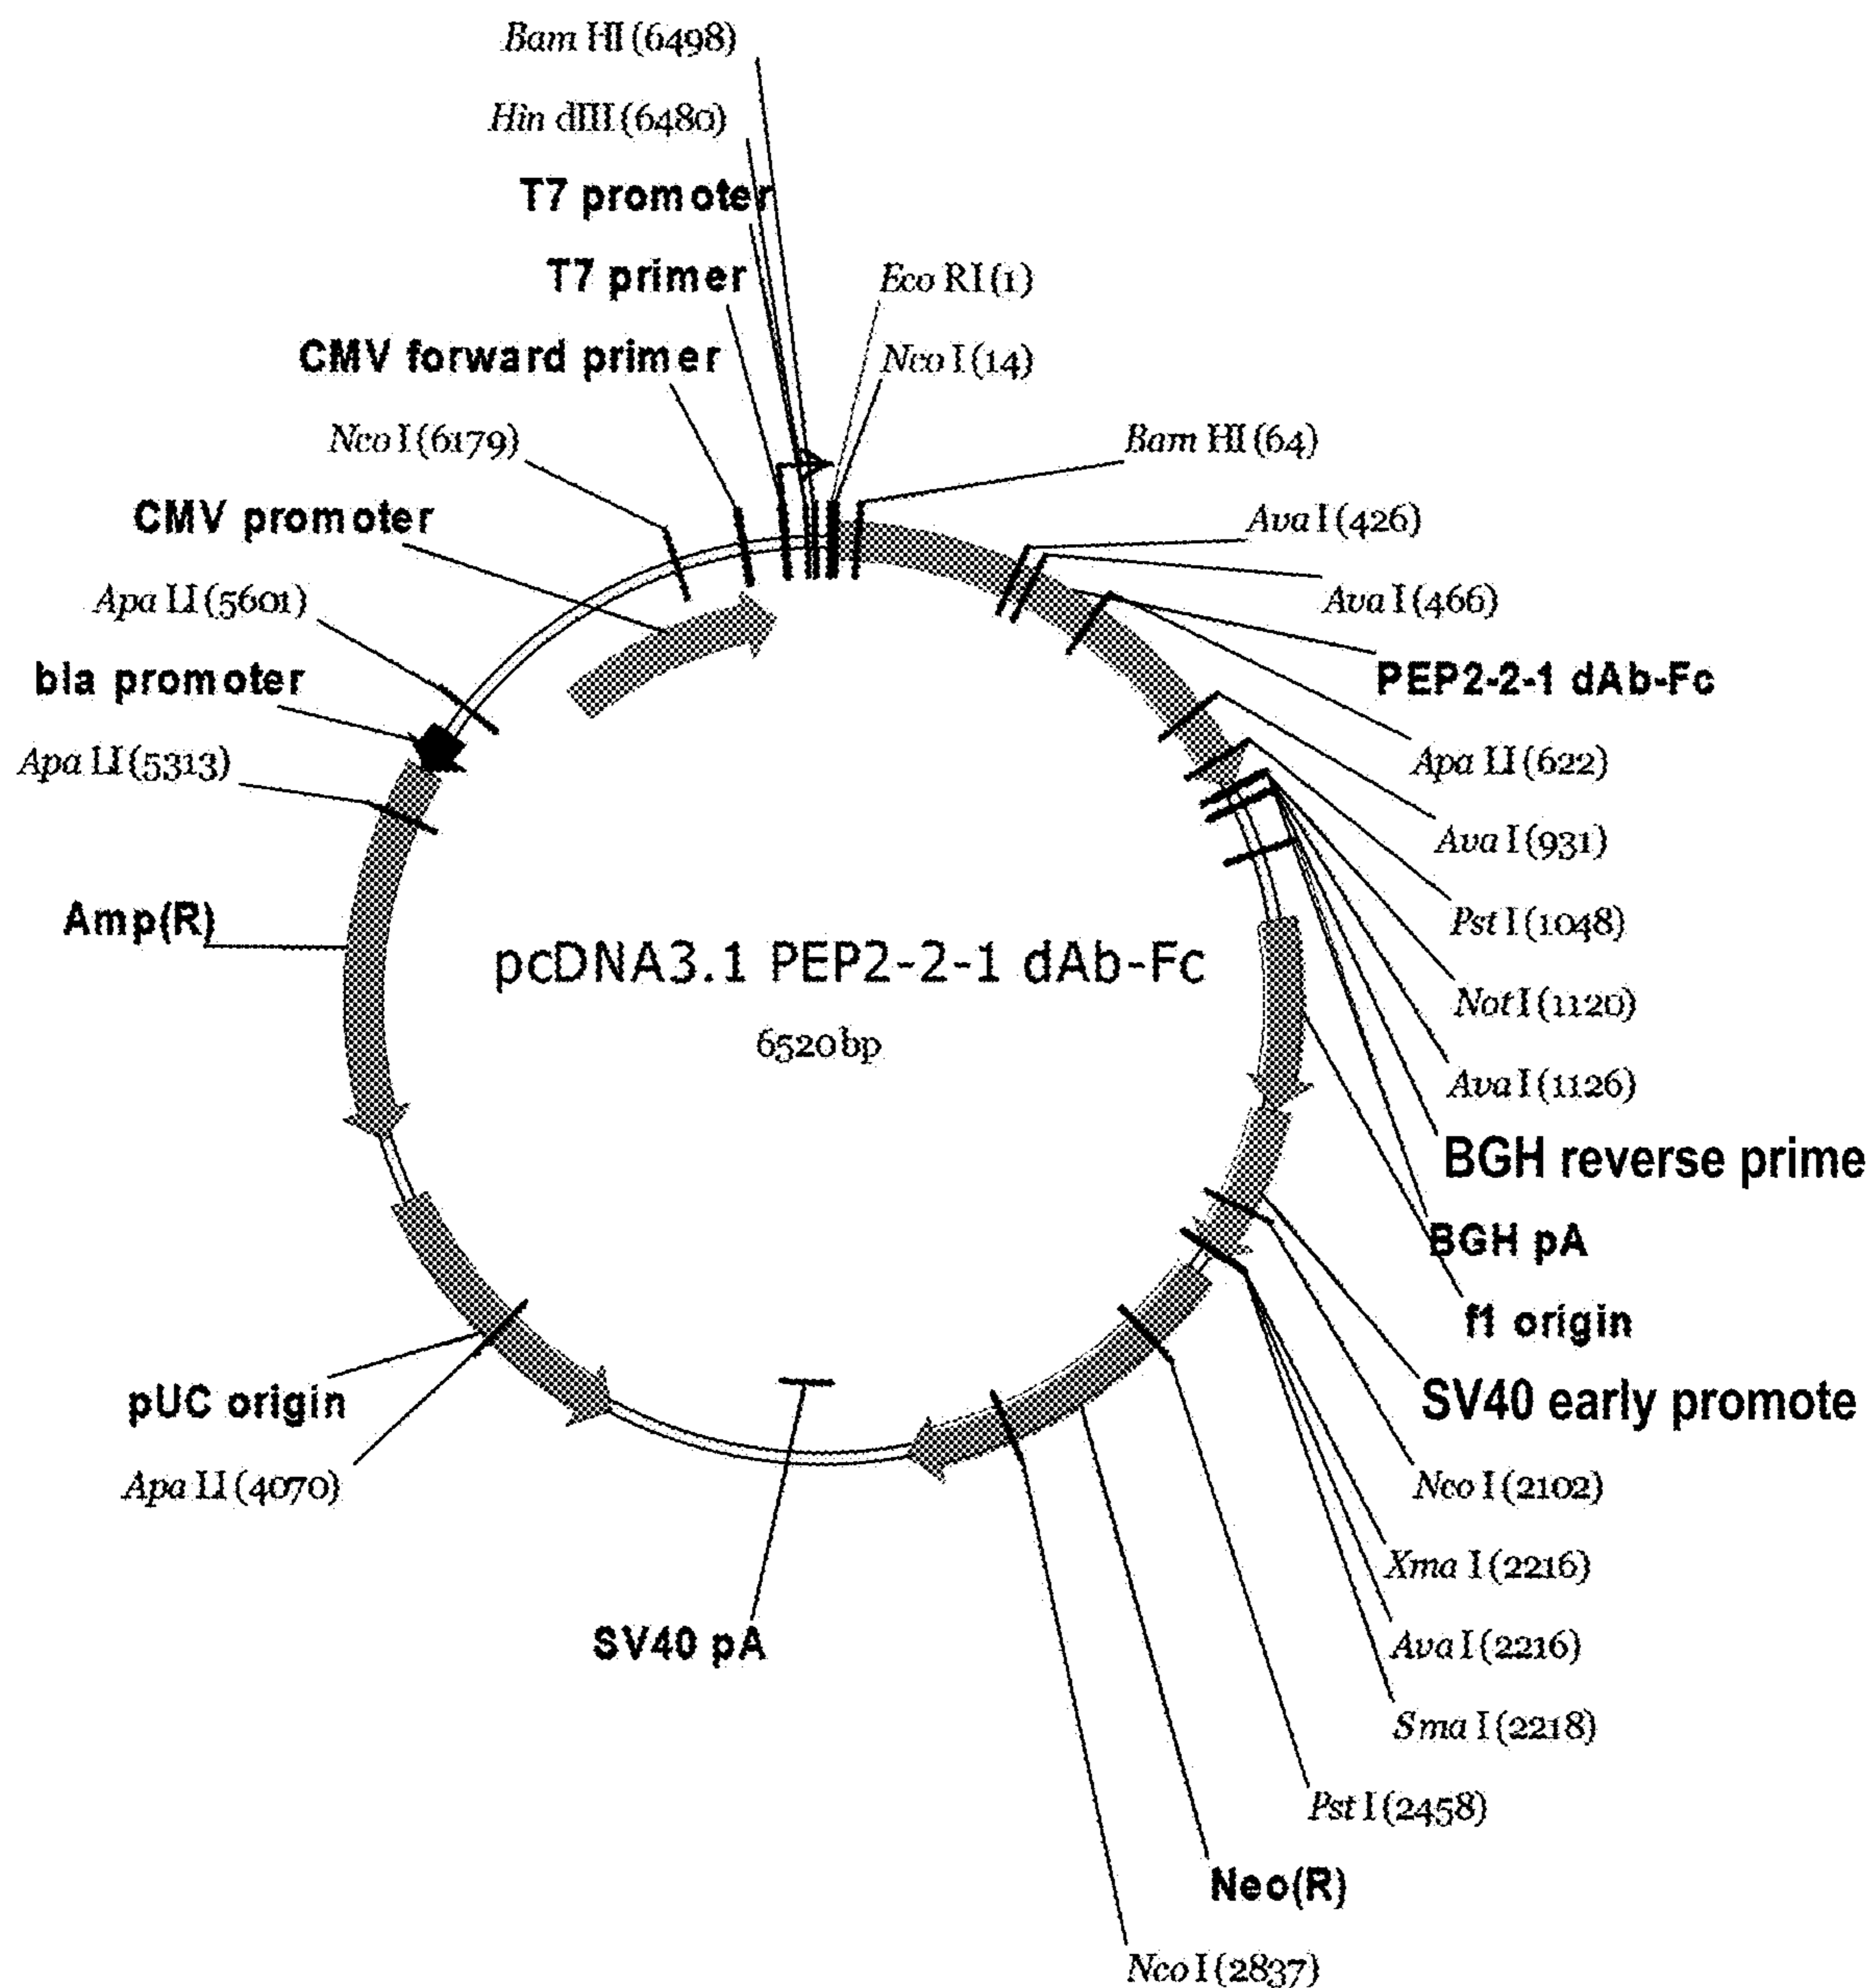 Bam HI (6498)
Hin dIII (6480)
T7 promoter
T7 primer
Eco RI (1)
CMV forward primer
Nco I (14)
Nco I (6179)
Bam HI (64)
CMV promoter
Ava I (426)
Apa LI (5601)
Ava I (466)
bla promoter
PEP2-2-1 dAb-Fc
Apa LI (5313)
Apa LI (622)
Ava I (931)
Amp(R)
Pst I (1048)
pcDNA3.1 PEP2-2-1 dAb-Fc
6520 bp
Not I (1120)
Ava I (1126)
BGH reverse prime
BGH pA
f1 origin
pUC origin
SV40 early promote
Apa LI (4070)
Nco I (2102)
Xma I (2216)
SV40 pA
Ava I (2216)
Sma I (2218)
Pst I (2458)
Neo(R)
Nco I (2837)